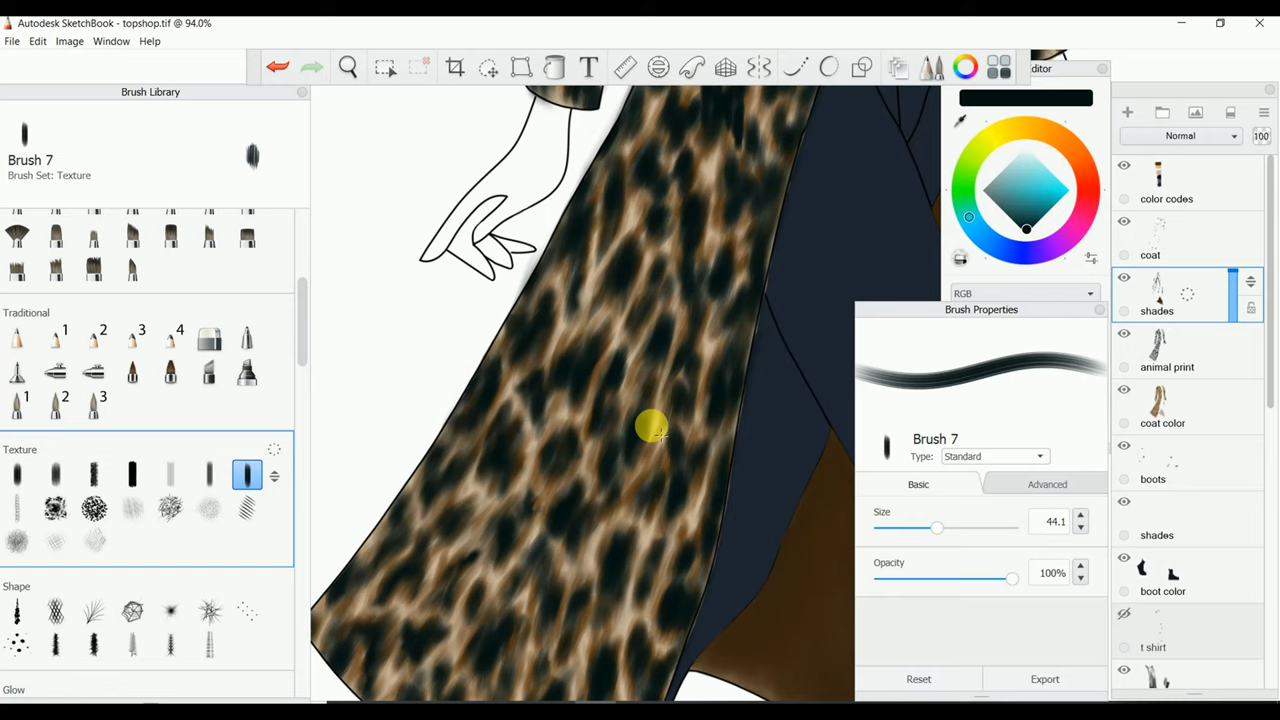 Autodesk SketchBook - topshop.tif @ 94.0%
File Edit Image Window Help
T
Brush Library
Brush 7
Brush Set: Texture
Traditional
1 2 3 4
1 2 3
Texture
Shape
Glow
ditor
RGB
Brush Properties
Brush 7
Type: Standard
Basic Advanced
Size
44.1
Opacity
100%
Reset Export
Normal 100
color codes
coat
shades
animal print
coat color
boots
shades
boot color
t shirt